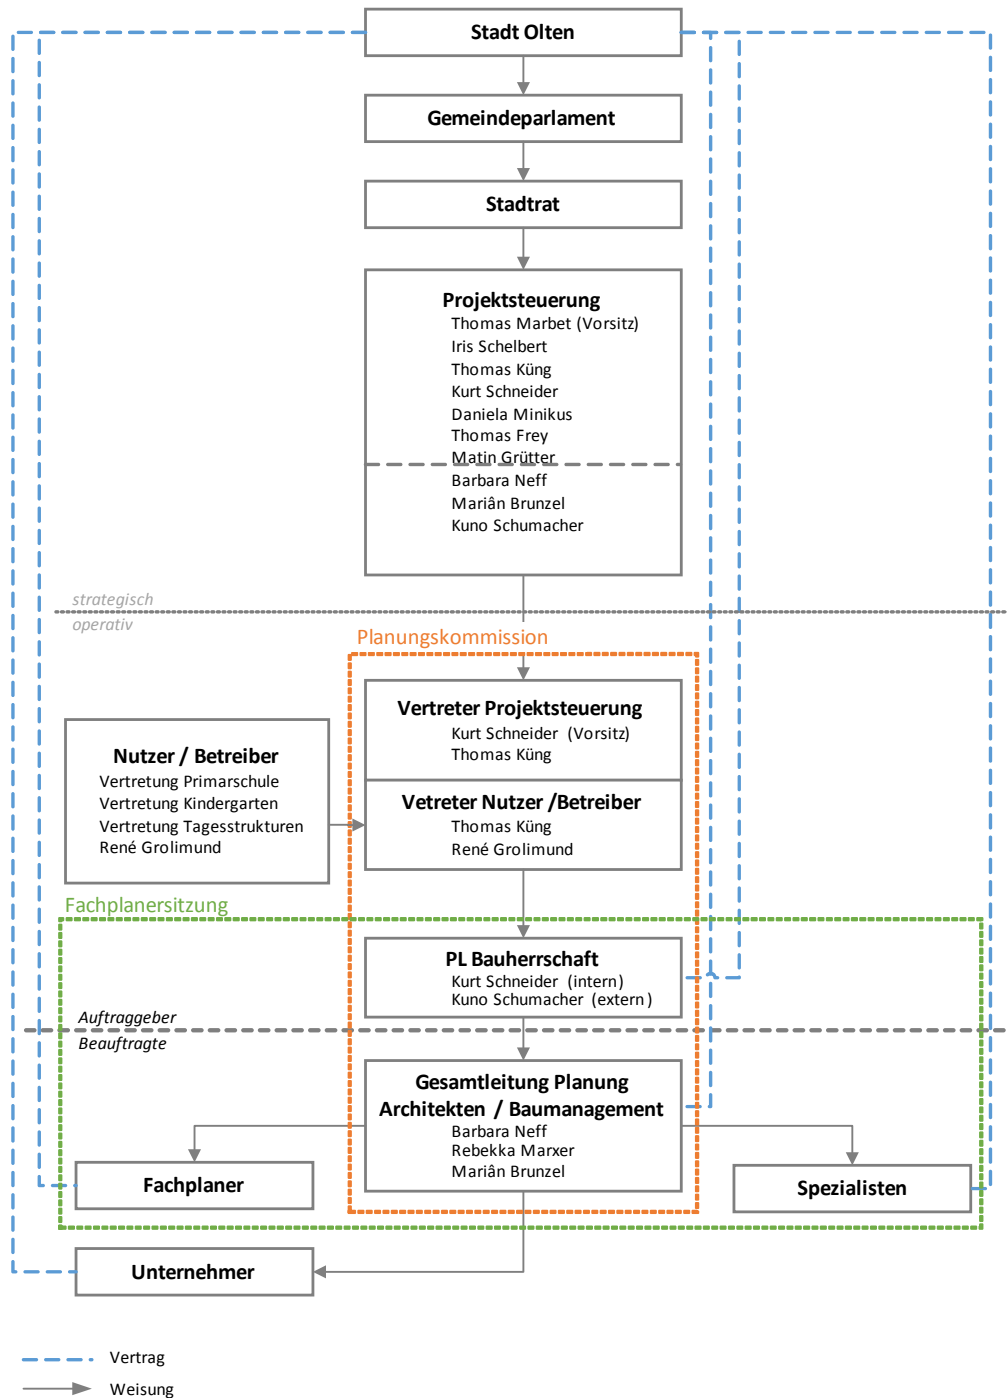 Stadt Olten
Gemeindeparlament
Stadtrat
Projektsteuerung
Thomas Marbet (Vorsitz)
Iris Schelbert
Thomas Küng
Kurt Schneider
Daniela Minikus
Thomas Frey
Matin Grütter
Barbara Neff
Mariân Brunzel
Kuno Schumacher
strategisch
operativ
Planungskommission
Vertreter Projektsteuerung
Kurt Schneider (Vorsitz)
Thomas Küng
Nutzer / Betreiber
Vertretung Primarschule
Vertretung Kindergarten
Vertretung Tagesstrukturen
René Grolimund
Vetreter Nutzer /Betreiber
Thomas Küng
René Grolimund
Fachplanersitzung
PL Bauherrschaft
Kurt Schneider (intern)
Kuno Schumacher (extern)
Auftraggeber
Beauftragte
Gesamtleitung Planung
Architekten / Baumanagement
Barbara Neff
Rebekka Marxer
Mariân Brunzel
Fachplaner
Spezialisten
Unternehmer
Vertrag
Weisung